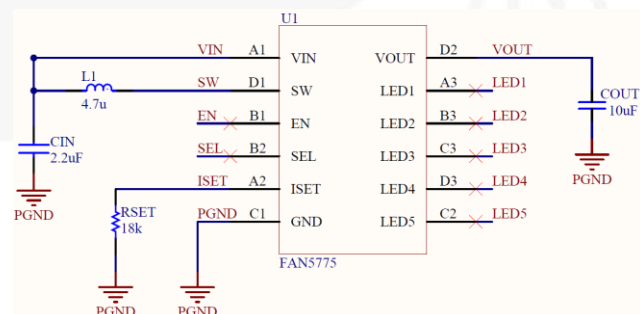 U1
VIN A1 VIN VOUT D2 VOUT
L1
4.7u
SW D1 SW LED1 A3 LED1
COUT
10uF
EN B1 EN LED2 B3 LED2
CIN
2.2uF
SEL B2 SEL LED3 C3 LED3
PGND
ISET A2 ISET LED4 D3 LED4
PGND
RSET
18k
PGND C1 GND LED5 C2 LED5
FAN5775
PGND PGND